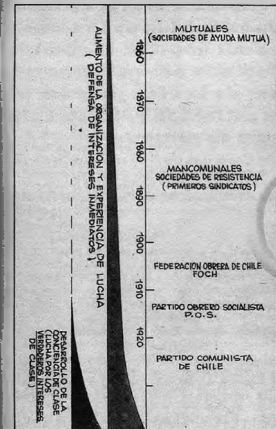 MUTUALES
(SOCIEDADES DE AYUDA MUTUA)
MANCOMUNALES
SOCIEDADES DE RESISTENCIA
(PRIMEROS SINDICATOS)
FEDERACION OBRERA DE CHILE
FOCH
PARTIDO OBRERO SOCIALISTA
P.O.S.
PARTIDO COMUNISTA
DE CHILE
1860
1870
1880
1890
1900
1910
1920
AUMENTO DE LA ORGANIZACION Y EXPERIENCIA DE LUCHA
(DEFENSA DE INTERESES INMEDIATOS)
DESARROLLO DE LA
CONCIENCIA DE CLASE
(LUCHA POR LOS
VERDADEROS INTERESES
DE CLASE)